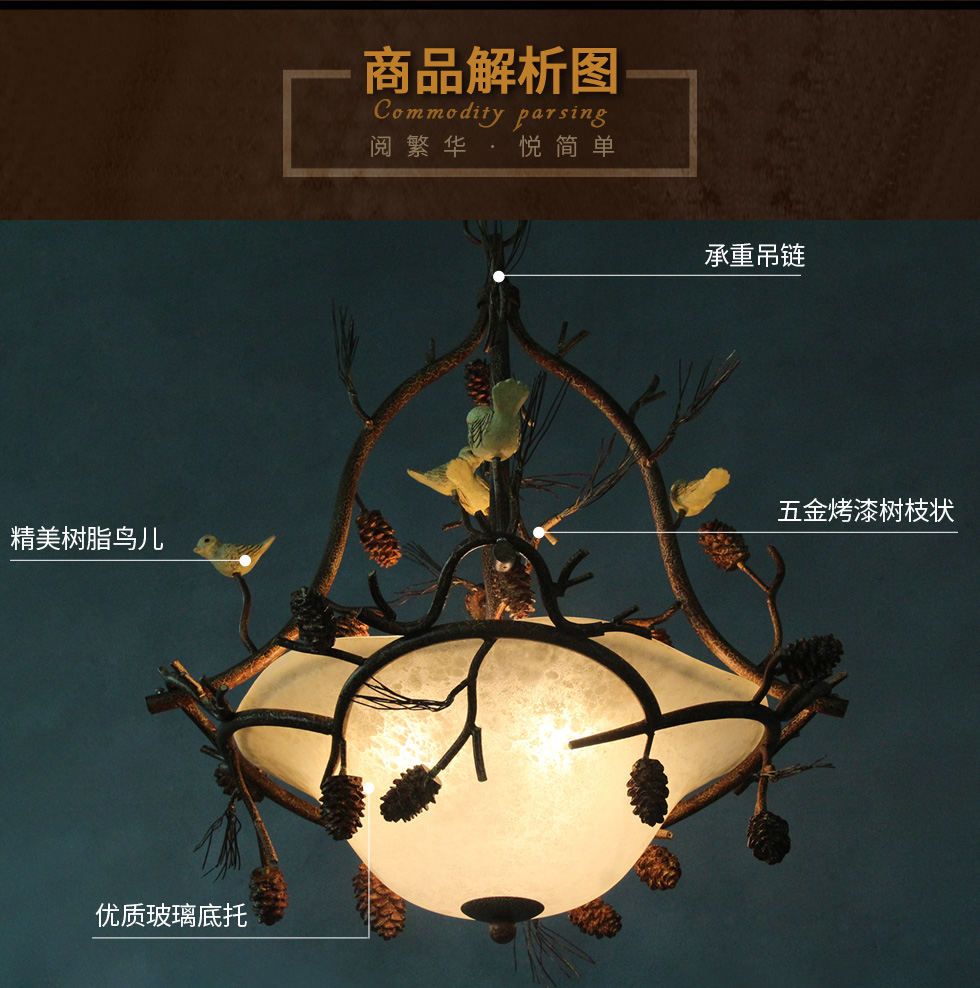 商品解析图
Commodity parsing
阅繁华·悦简单
承重吊链
五金烤漆树枝状
精美树脂鸟儿
优质玻璃底托